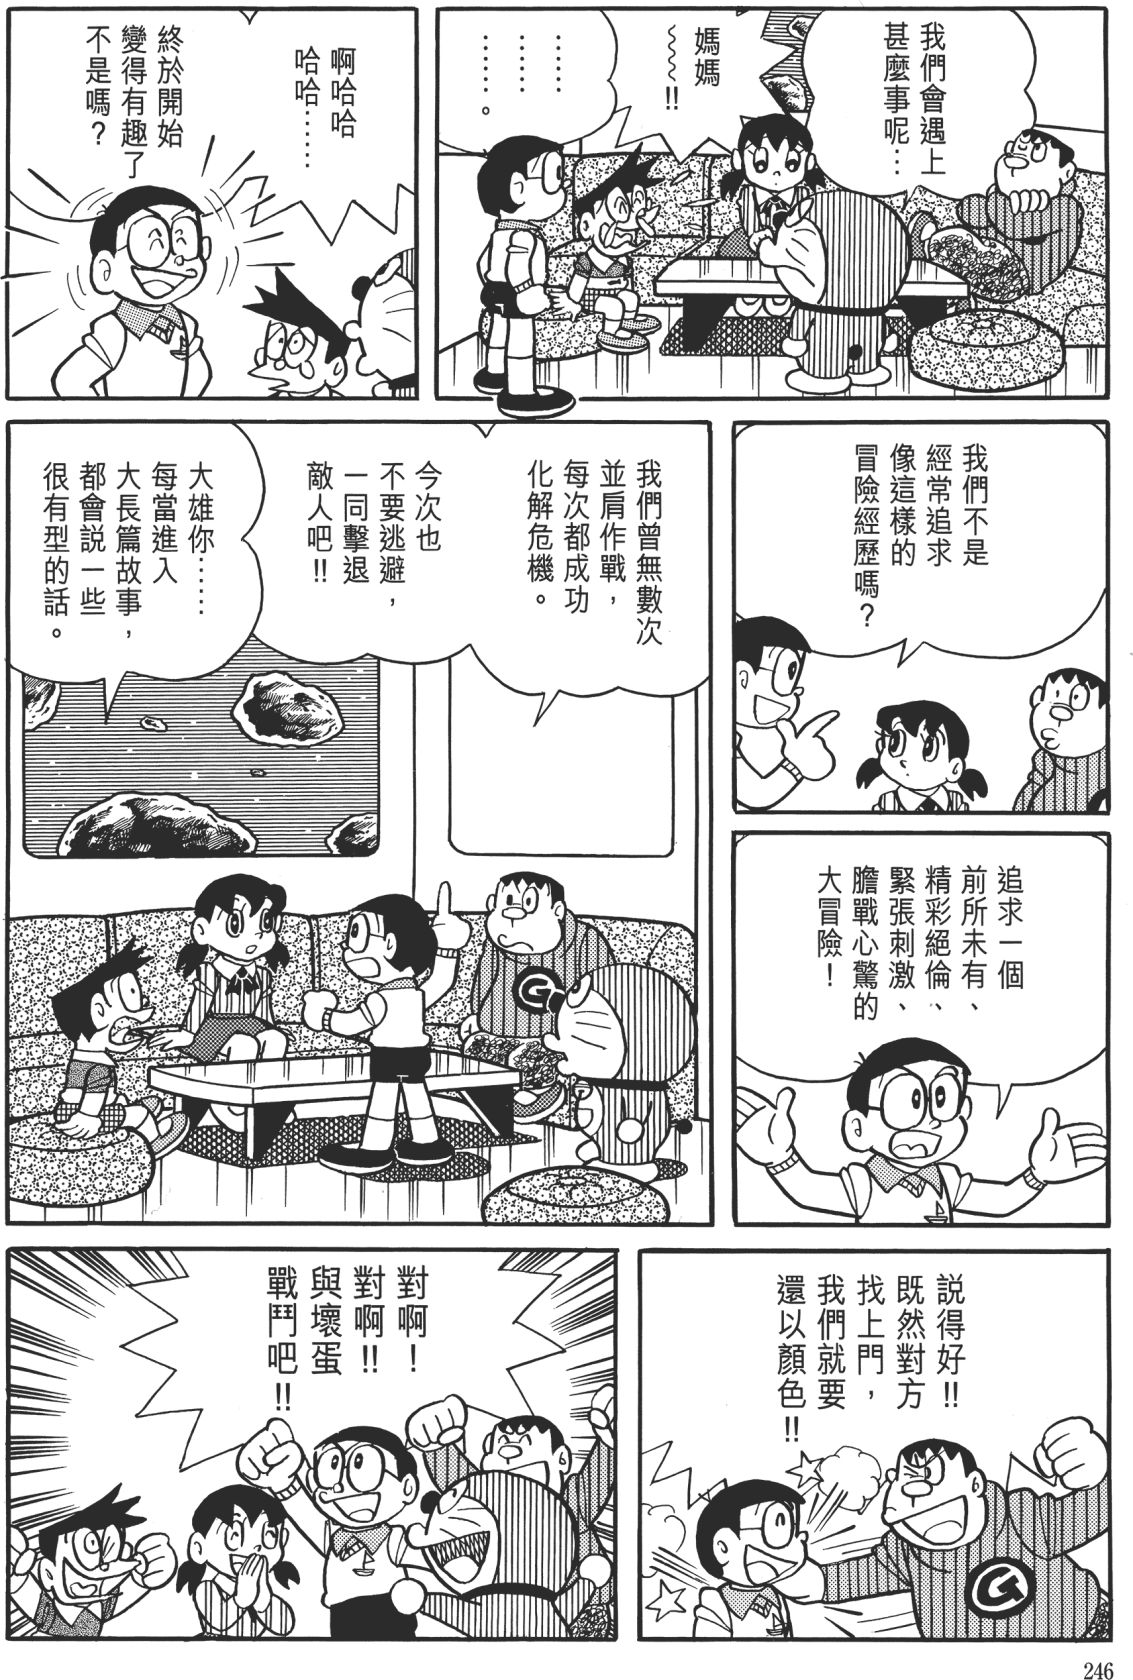 我們會遇上
甚麼事呢…
媽媽
~~~!!
……
……
……。
啊哈哈
哈哈……
終於開始
變得有趣了
不是嗎？
我們不是
經常追求
像這樣的
冒險經歷嗎？
追求一個
前所未有、
精彩絕倫、
緊張刺激、
膽戰心驚的
大冒險！
我們曾無數次
並肩作戰，
每次都成功
化解危機。
今次也
不要逃避，
一同擊退
敵人吧!!
大雄你……
每當進入
大長篇故事，
都會說一些
很有型的話。
G
説得好!!
既然對方
找上門，
我們就要
還以顏色!!
G
對啊！
對啊!!
與壞蛋
戰鬥吧!!
246